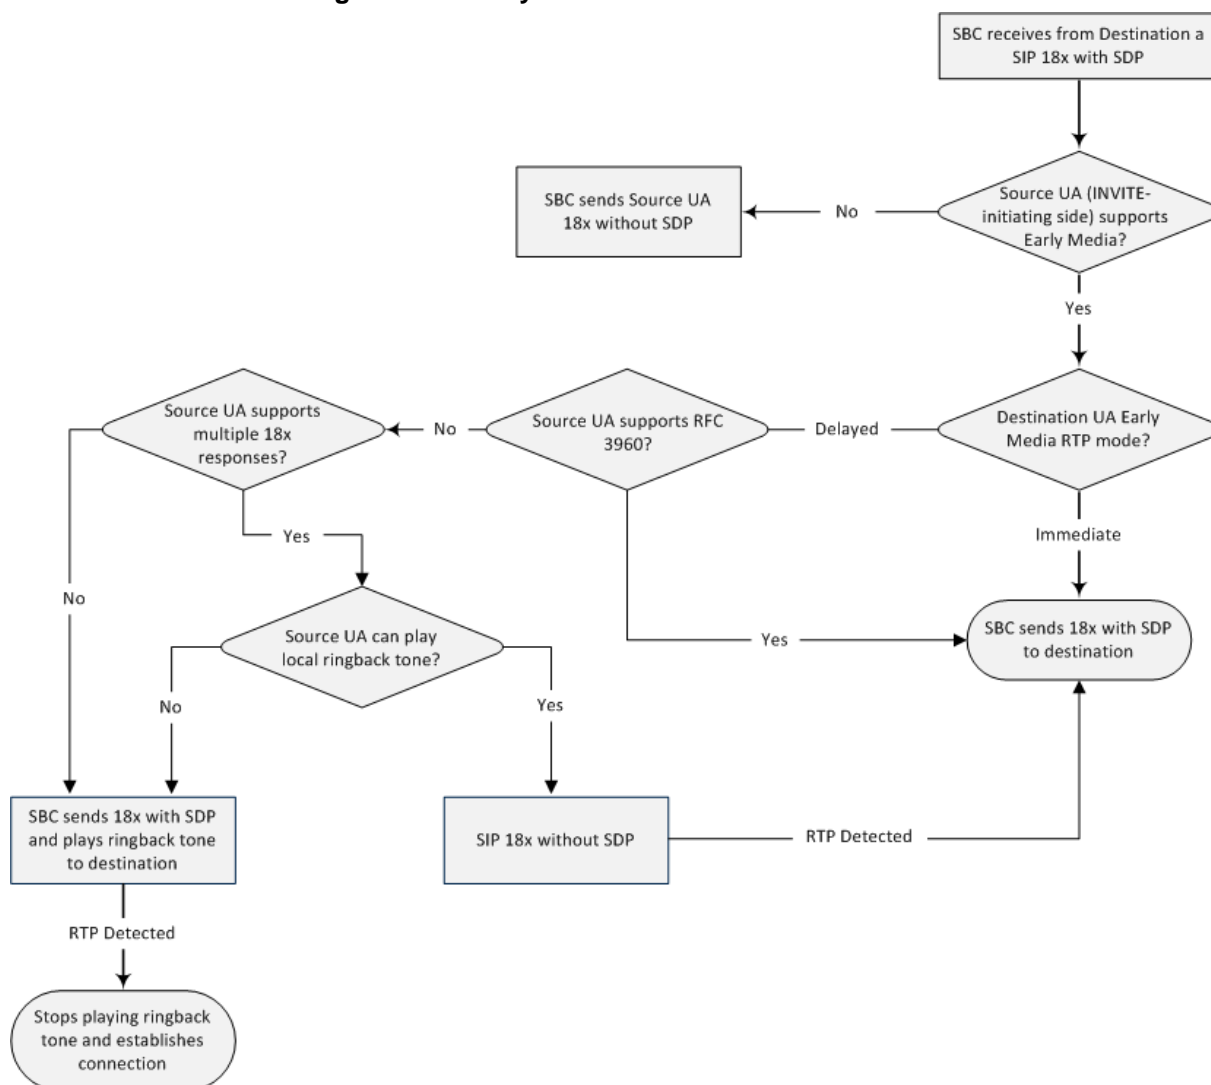 SBC receives from Destination a
SIP 18x with SDP
SBC sends Source UA
18x without SDP
No
Source UA (INVITE-
initiating side) supports
Early Media?
Yes
Source UA supports
multiple 18x
responses?
No
Source UA supports RFC
3960?
Delayed
Destination UA Early
Media RTP mode?
Yes
Immediate
No
Source UA can play
local ringback tone?
Yes
SBC sends 18x with SDP
to destination
No
Yes
SBC sends 18x with SDP
and plays ringback tone
to destination
SIP 18x without SDP
RTP Detected
RTP Detected
Stops playing ringback
tone and establishes
connection